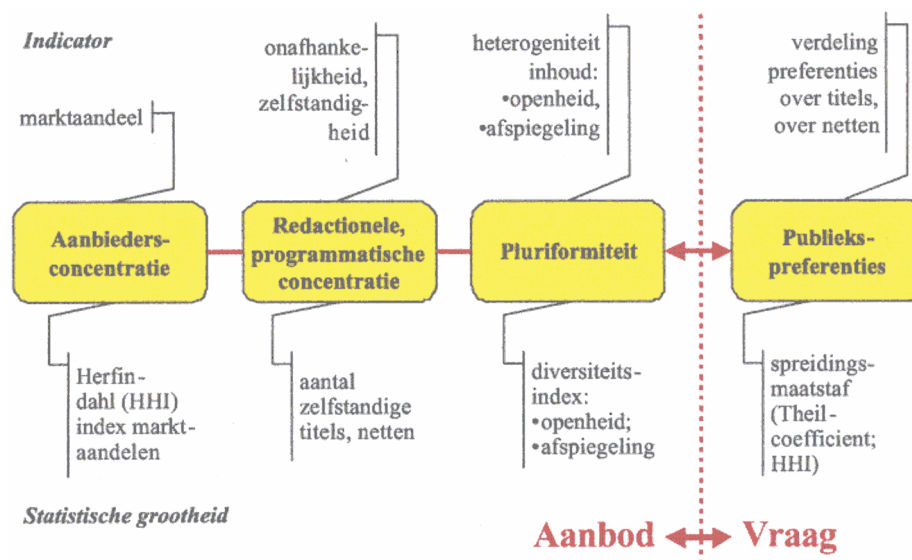 Indicator
marktaandeel
onafhanke-
lijkheid,
zelfstandig-
heid
heterogeniteit
inhoud:
•openheid,
•afspiegeling
verdeling
preferenties
over titels,
over netten
Aanbieders-
concentratie
Redactionele,
programmatische
concentratie
Pluriformiteit
Publieks-
preferenties
Herfin-
dahl (HHI)
index markt-
aandelen
aantal
zelfstandige
titels, netten
diversiteits-
index:
•openheid;
•afspiegeling
spreidings-
maatstaf
(Theil-
coefficient;
HHI)
Statistische grootheid
Aanbod
Vraag